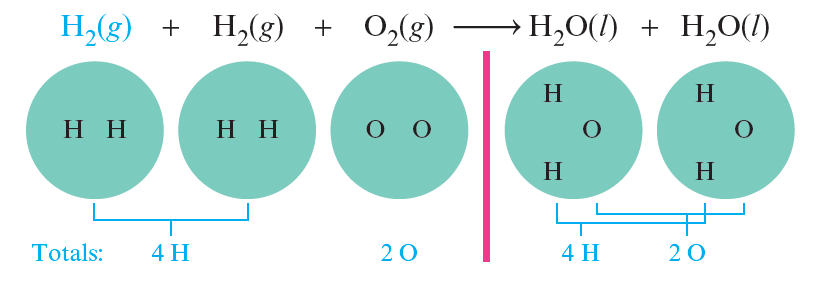 H₂(g) + H₂(g) + O₂(g) ⟶ H₂O(l) + H₂O(l)
H H H H O O H O H H O H
Totals: 4 H 2 O 4 H 2 O